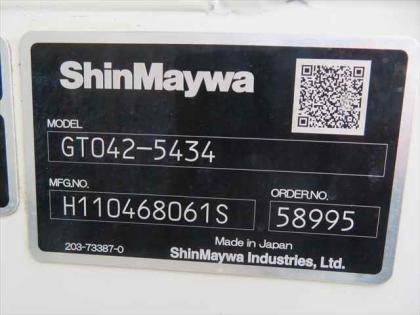 ShinMaywa
MODEL
GT042-5434
MFG.NO.
ORDER.NO.
H110468061S
58995
203-73387-0
Made in Japan
ShinMaywa Industries, Ltd.